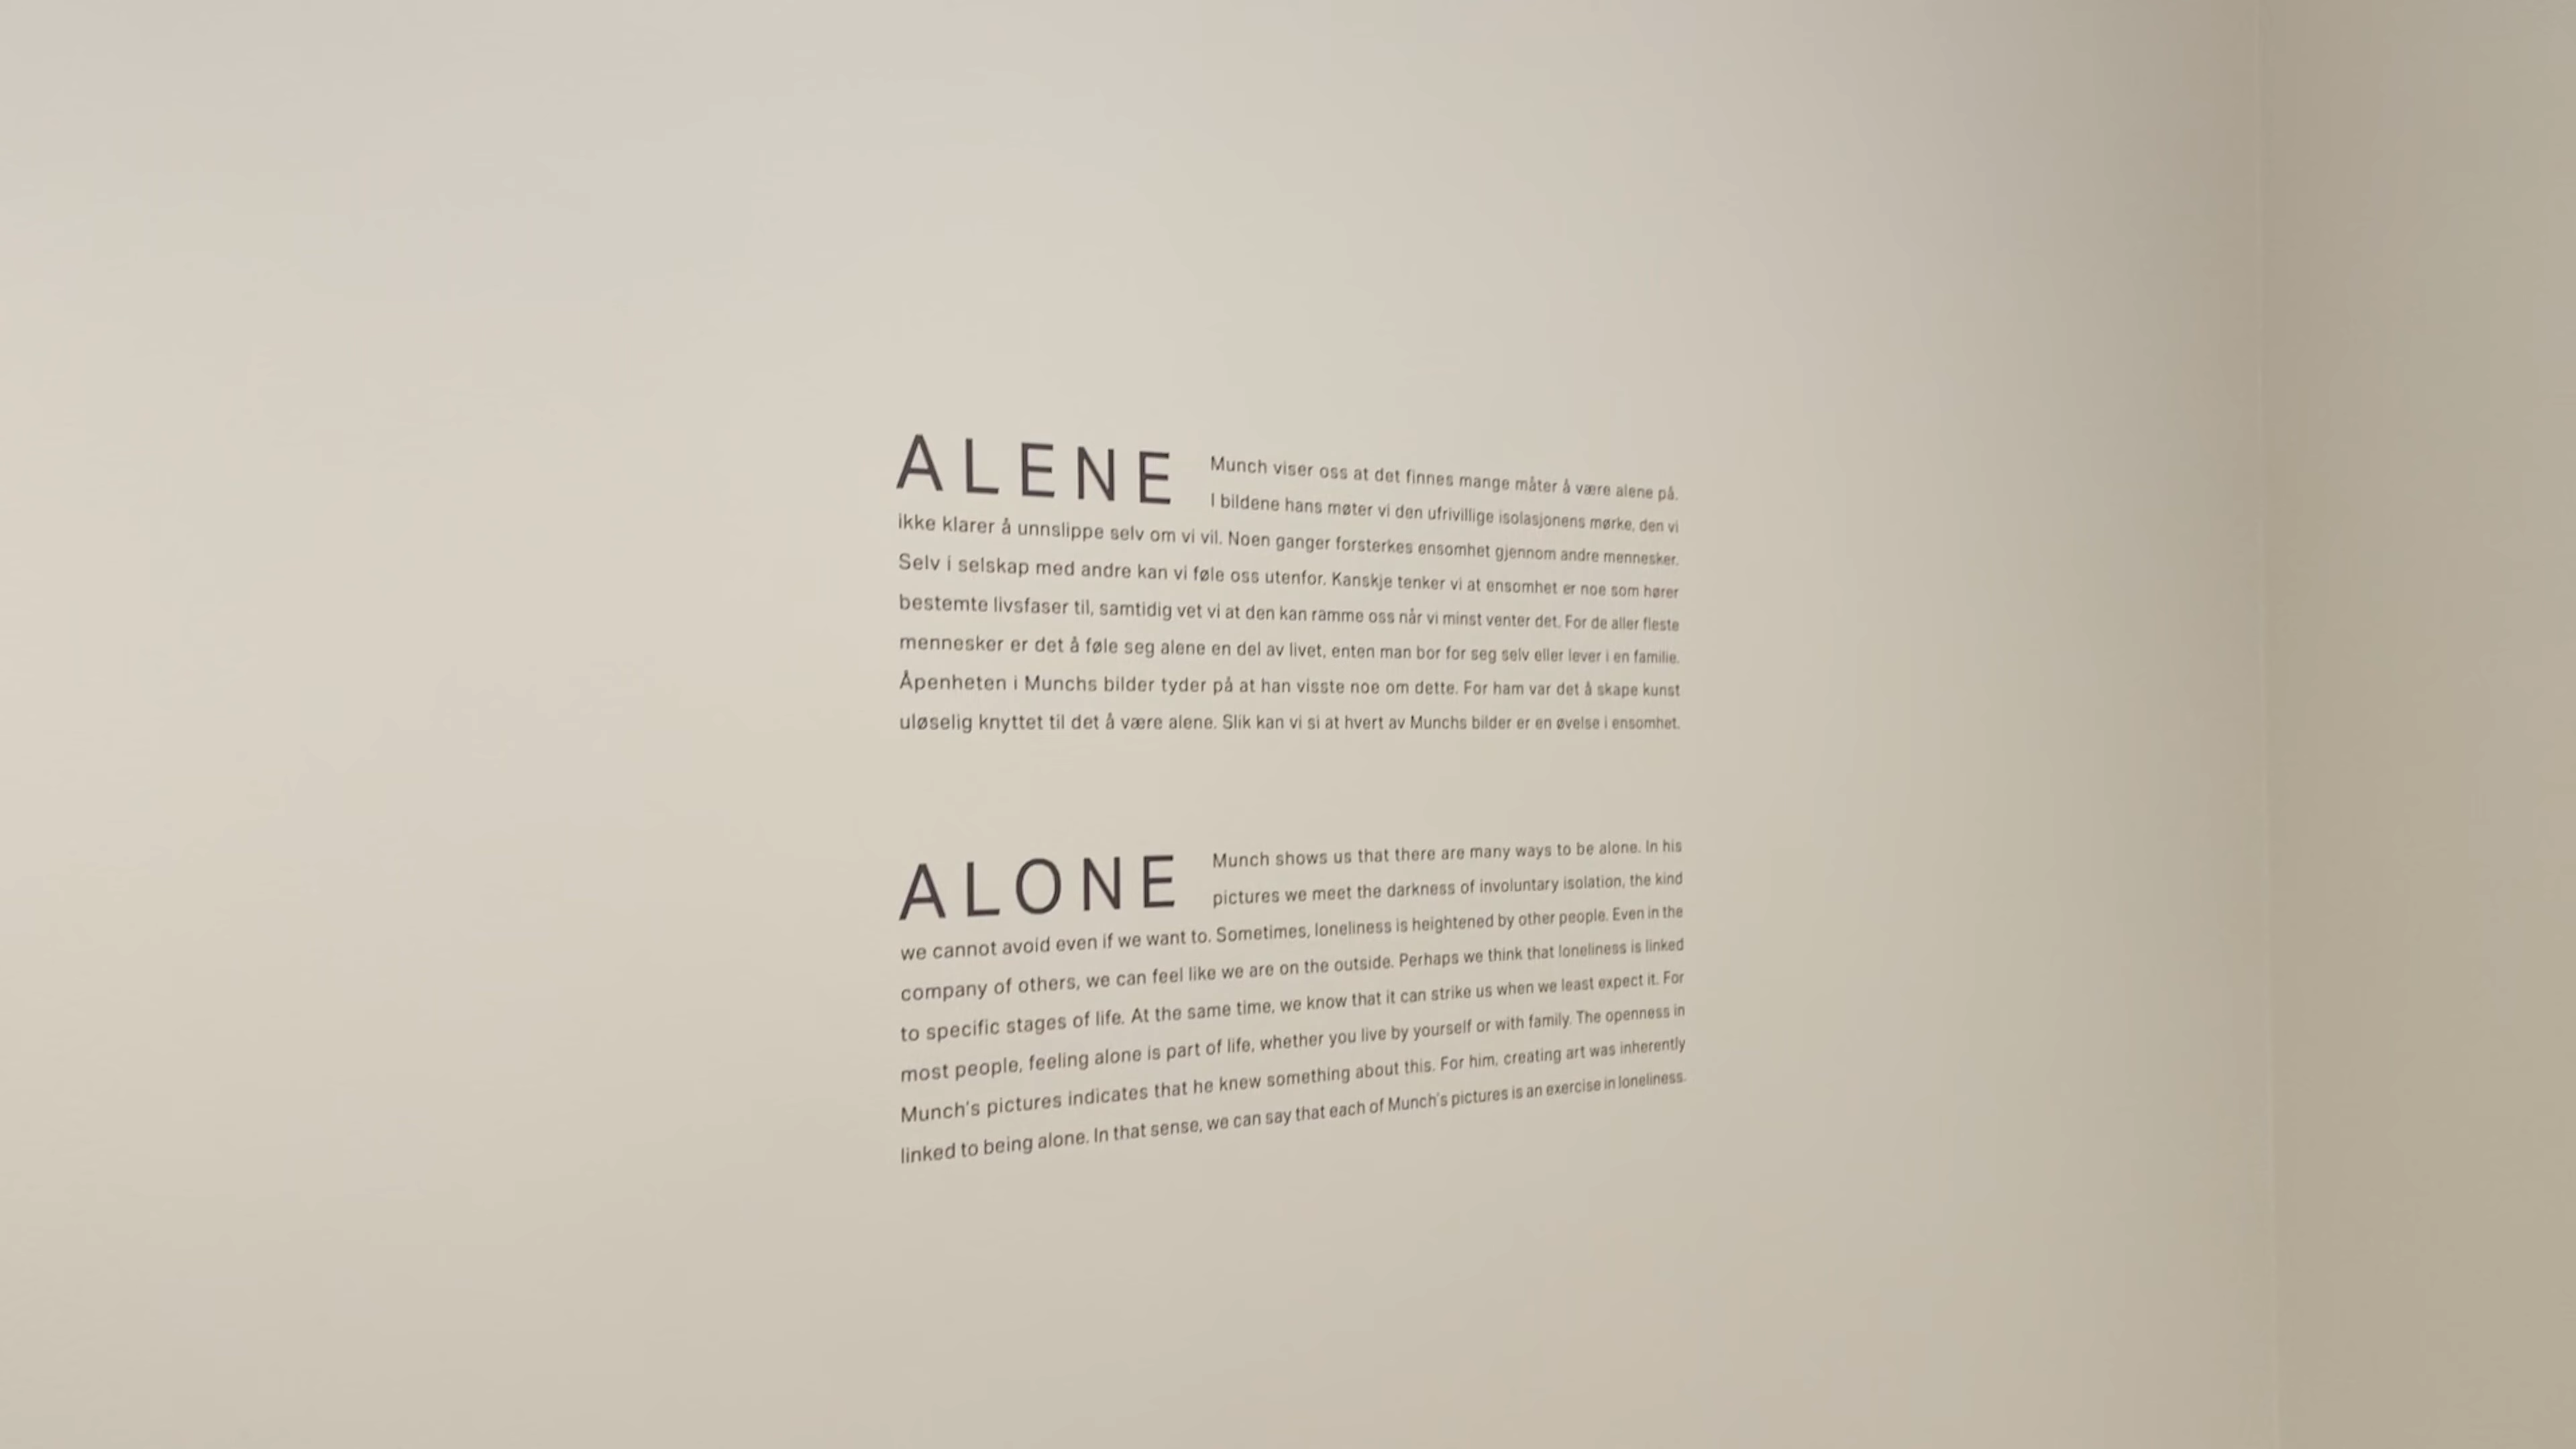 ALENE Munch viser oss at det finnes mange måter å være alene på.
I bildene hans møter vi den ufrivillige isolasjonens mørke, den vi
ikke klarer å unnslippe selv om vi vil. Noen ganger forsterkes ensomhet gjennom andre mennesker.
Selv i selskap med andre kan vi føle oss utenfor. Kanskje tenker vi at ensomhet er noe som hører
bestemte livsfaser til, samtidig vet vi at den kan ramme oss når vi minst venter det. For de aller fleste
mennesker er det å føle seg alene en del av livet, enten man bor for seg selv eller lever i en familie.
Åpenheten i Munchs bilder tyder på at han visste noe om dette. For ham var det å skape kunst
uløselig knyttet til det å være alene. Slik kan vi si at hvert av Munchs bilder er en øvelse i ensomhet.
ALONE Munch shows us that there are many ways to be alone. In his
pictures we meet the darkness of involuntary isolation, the kind
we cannot avoid even if we want to. Sometimes, loneliness is heightened by other people. Even in the
company of others, we can feel like we are on the outside. Perhaps we think that loneliness is linked
to specific stages of life. At the same time, we know that it can strike us when we least expect it. For
most people, feeling alone is part of life, whether you live by yourself or with family. The openness in
Munch's pictures indicates that he knew something about this. For him, creating art was inherently
linked to being alone. In that sense, we can say that each of Munch's pictures is an exercise in loneliness.